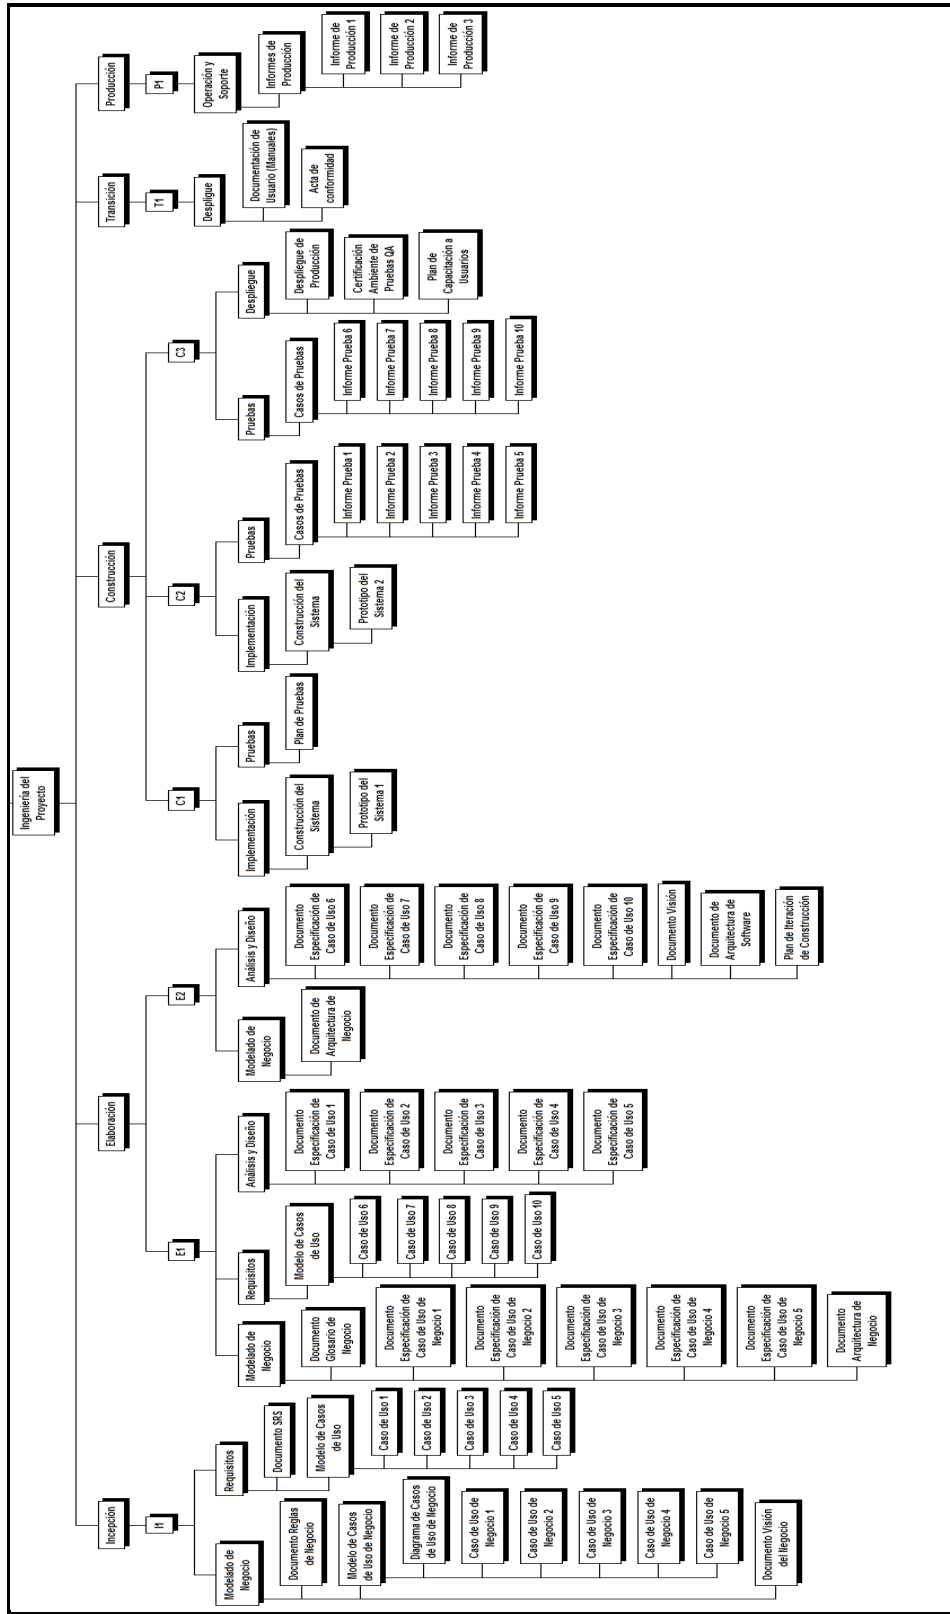 Ingeniería del
Proyecto
Incepción
I1
Modelado de
Negocio
Documento Reglas
de Negocio
Modelo de Casos
de Uso de Negocio
Diagrama de Casos
de Uso de Negocio
Caso de Uso de
Negocio 1
Caso de Uso de
Negocio 2
Caso de Uso de
Negocio 3
Caso de Uso de
Negocio 4
Caso de Uso de
Negocio 5
Documento Visión
del Negocio
Requisitos
Documento SRS
Modelo de Casos
de Uso
Caso de Uso 1
Caso de Uso 2
Caso de Uso 3
Caso de Uso 4
Caso de Uso 5
Elaboración
E1
Modelado de
Negocio
Documento
Glosario de
Negocio
Documento
Especificación de
Caso de Uso de
Negocio 1
Documento
Especificación de
Caso de Uso de
Negocio 2
Documento
Especificación de
Caso de Uso de
Negocio 3
Documento
Especificación de
Caso de Uso de
Negocio 4
Documento
Especificación de
Caso de Uso de
Negocio 5
Documento
Arquitectura de
Negocio
Requisitos
Modelo de Casos
de Uso
Caso de Uso 6
Caso de Uso 7
Caso de Uso 8
Caso de Uso 9
Caso de Uso 10
Análisis y Diseño
Documento
Especificación de
Caso de Uso 1
Documento
Especificación de
Caso de Uso 2
Documento
Especificación de
Caso de Uso 3
Documento
Especificación de
Caso de Uso 4
Documento
Especificación de
Caso de Uso 5
E2
Modelado de
Negocio
Documento de
Arquitectura de
Negocio
Análisis y Diseño
Documento
Especificación de
Caso de Uso 6
Documento
Especificación de
Caso de Uso 7
Documento
Especificación de
Caso de Uso 8
Documento
Especificación de
Caso de Uso 9
Documento
Especificación de
Caso de Uso 10
Documento Visión
Documento de
Arquitectura de
Software
Plan de Iteración
de Construcción
Construcción
C1
Implementación
Construcción del
Sistema
Prototipo del
Sistema 1
Pruebas
Plan de Pruebas
C2
Implementación
Construcción del
Sistema
Prototipo del
Sistema 2
Pruebas
Casos de Pruebas
Informe Prueba 1
Informe Prueba 2
Informe Prueba 3
Informe Prueba 4
Informe Prueba 5
C3
Pruebas
Casos de Pruebas
Informe Prueba 6
Informe Prueba 7
Informe Prueba 8
Informe Prueba 9
Informe Prueba 10
Despliegue
Despliegue de
Producción
Certificación
Ambiente de
Pruebas QA
Plan de
Capacitación a
Usuarios
Transición
T1
Despligue
Documentación de
Usuario (Manuales)
Acta de
conformidad
Producción
P1
Operación y
Soporte
Informes de
Producción
Informe de
Producción 1
Informe de
Producción 2
Informe de
Producción 3